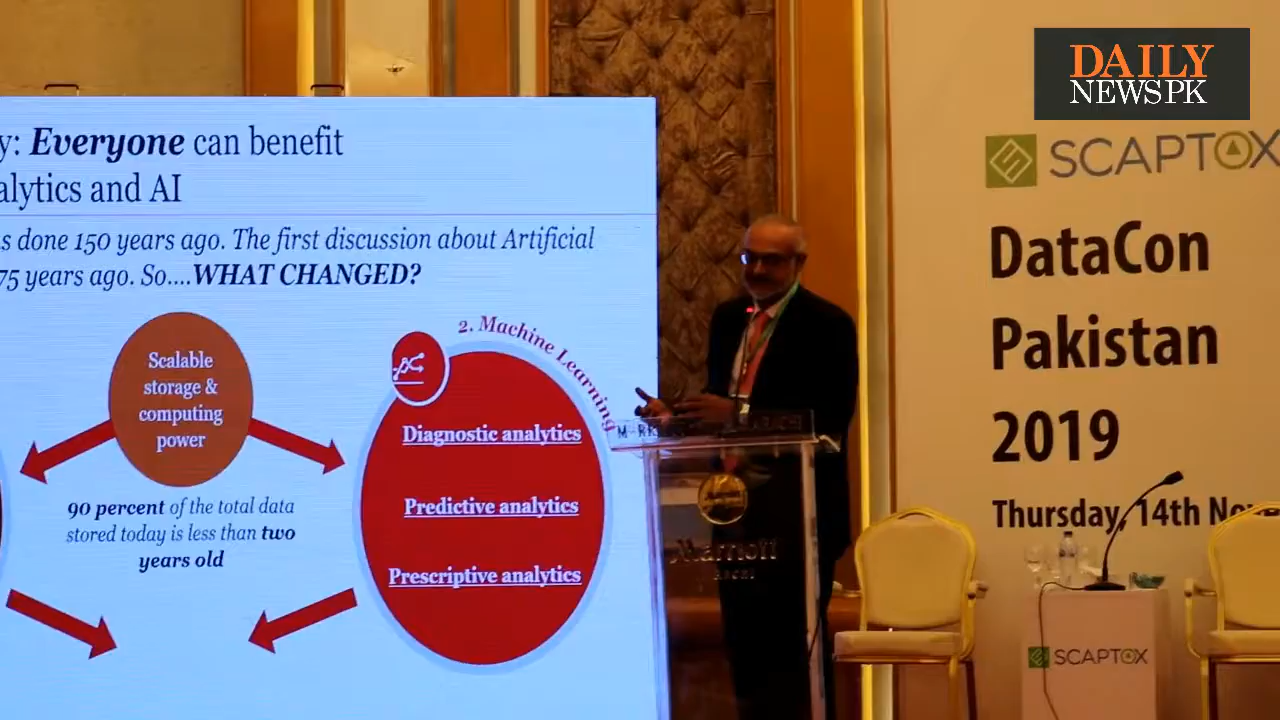 DAILY
NEWSPK
SCAPTOX
DataCon
Pakistan
2019
Thursday, 14th
y: Everyone can benefit
alytics and AI
s done 150 years ago. The first discussion about Artificial
75 years ago. So....WHAT CHANGED?
Scalable
storage &
computing
power
90 percent of the total data
stored today is less than two
years old
2. Machine Learning
Diagnostic analytics
Predictive analytics
Prescriptive analytics
Marriott
SCAPTOX